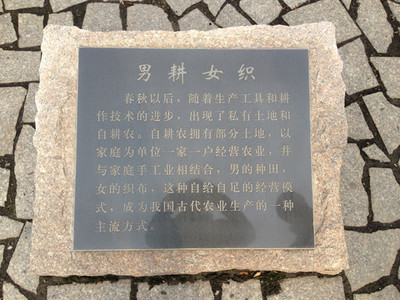 男耕女织
春秋以后，随着生产工具和耕
作技术的进步，出现了私有土地和
自耕农。自耕农拥有部分土地，以
家庭为单位一家一户经营农业，并
与家庭手工业相结合，男的种田，
女的织布，这种自给自足的经营模
式，成为我国古代农业生产的一种
主流方式。